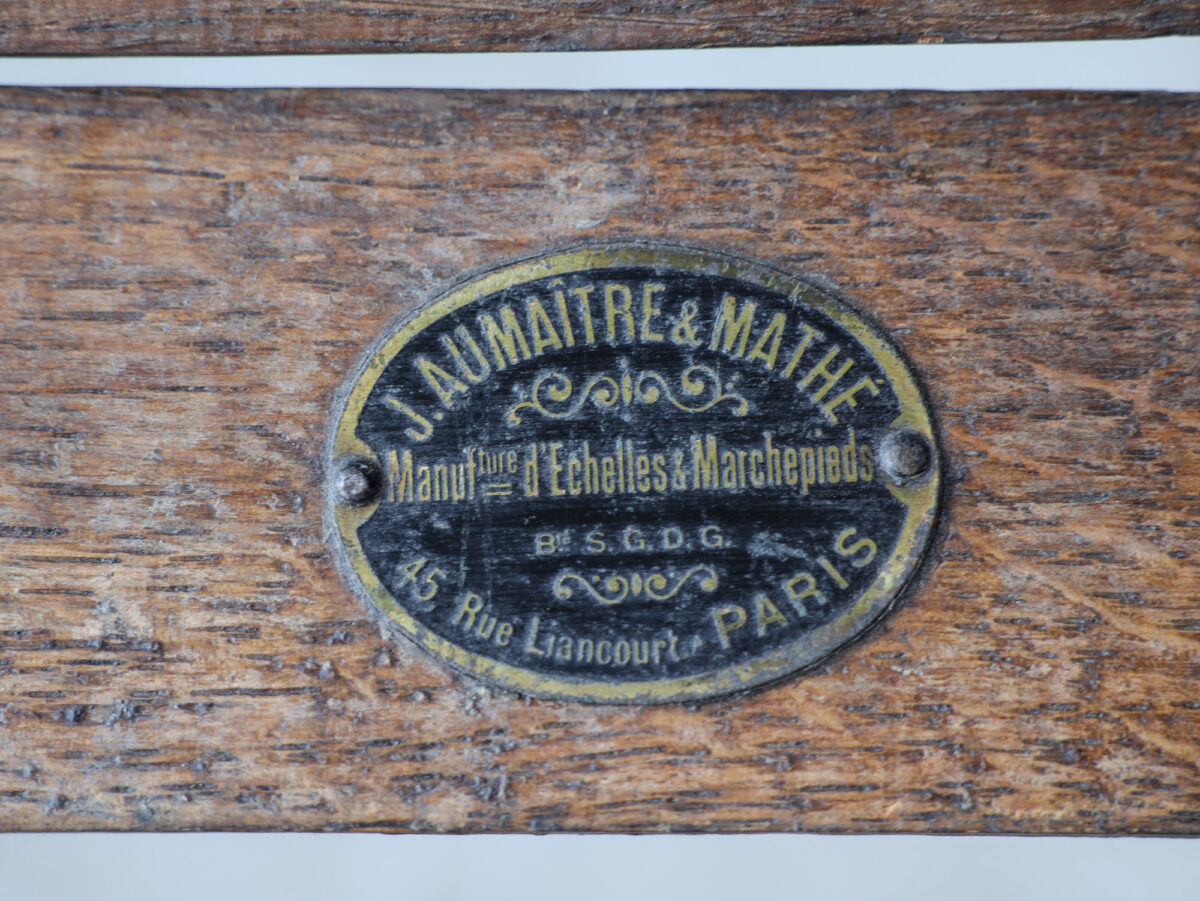 J. AUMAÎTRE & MATHÉ
Manufture d'Echelles & Marchepieds
Bté S.G.D.G.
45, Rue Liancourt. PARIS